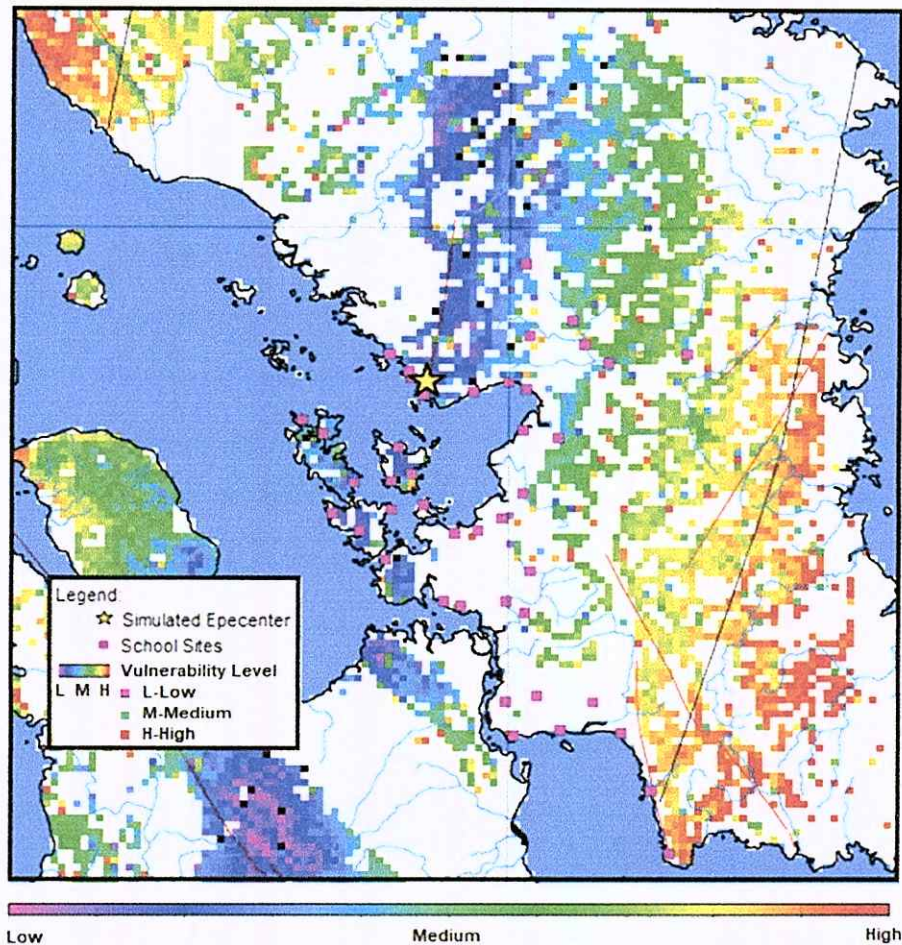 Legend:
Simulated Epecenter
School Sites
Vulnerability Level
L M H
L-Low
M-Medium
H-High
Low Medium High